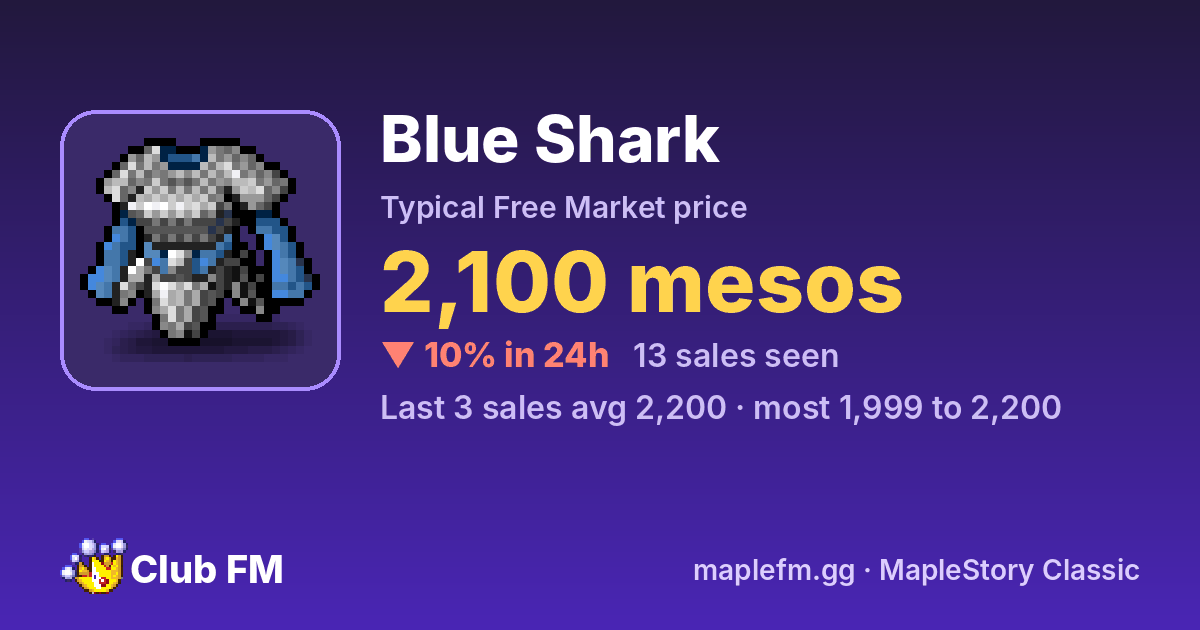 Blue Shark
Typical Free Market price
2,100 mesos
▼ 10% in 24h 13 sales seen
Last 3 sales avg 2,200 · most 1,999 to 2,200
Club FM
maplefm.gg · MapleStory Classic